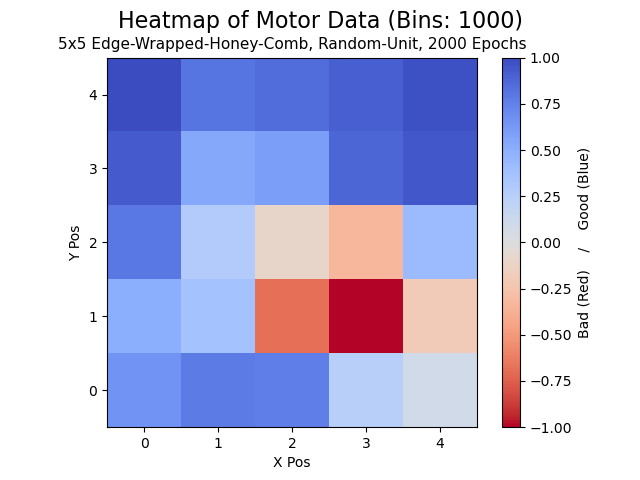 Heatmap of Motor Data (Bins: 1000)
5x5 Edge-Wrapped-Honey-Comb, Random-Unit, 2000 Epochs
4
3
2
1
0
Y Pos
0 1 2 3 4
X Pos
1.00
0.75
0.50
0.25
0.00
−0.25
−0.50
−0.75
−1.00
Bad (Red) / Good (Blue)